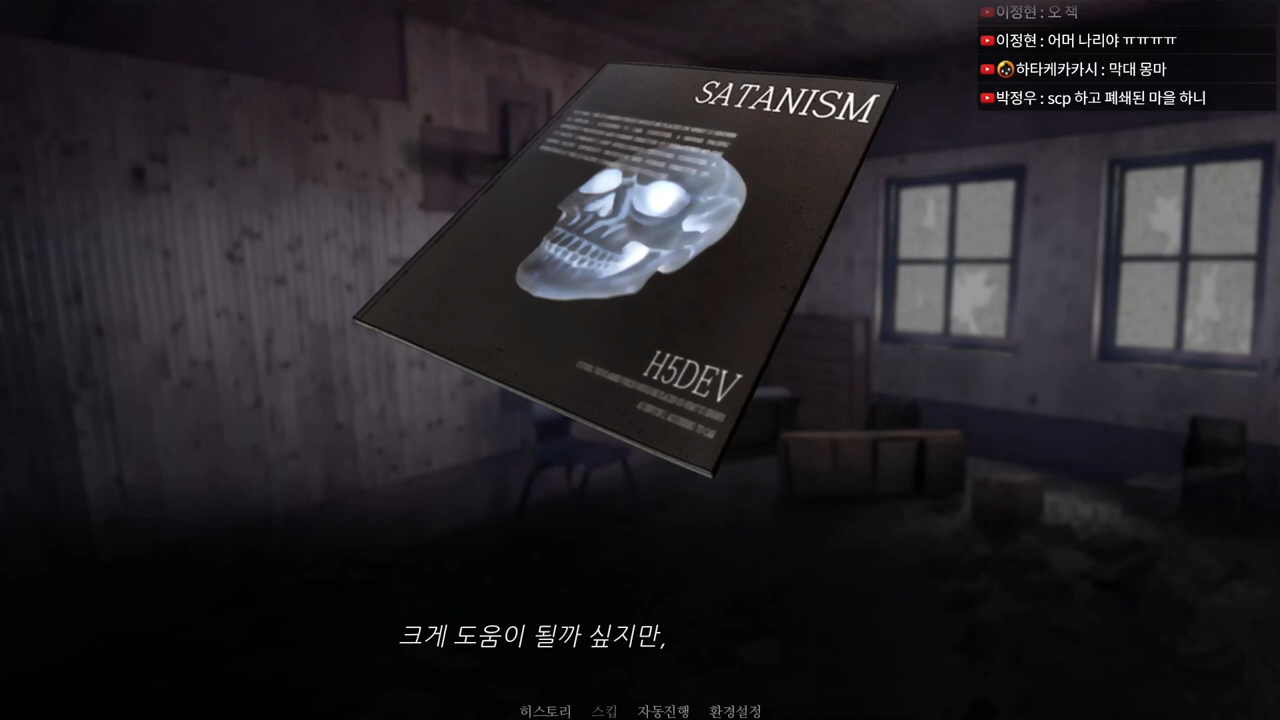 이정현 : 오 책
이정현 : 어머 나리야 ㅠㅠㅠㅠ
하타케카카시 : 막대 몽마
박정우 : scp 하고 폐쇄된 마을 하니
SATANISM
H5DEV
크게 도움이 될까 싶지만,
히스토리 스킵 자동진행 환경설정